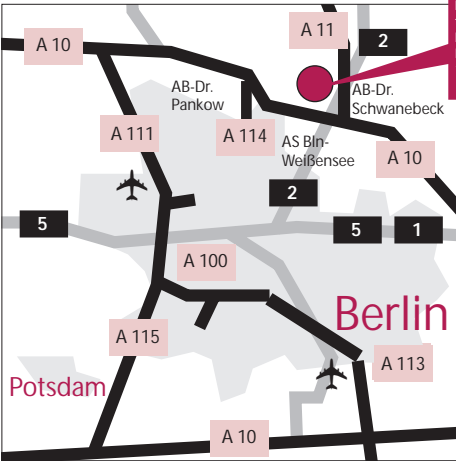 A 11
2
A 10
AB-Dr.
Pankow
AB-Dr.
Schwanebeck
A 111
A 114
AS Bln-
Weißensee
A 10
2
5
5
1
A 100
Berlin
A 115
A 113
Potsdam
A 10